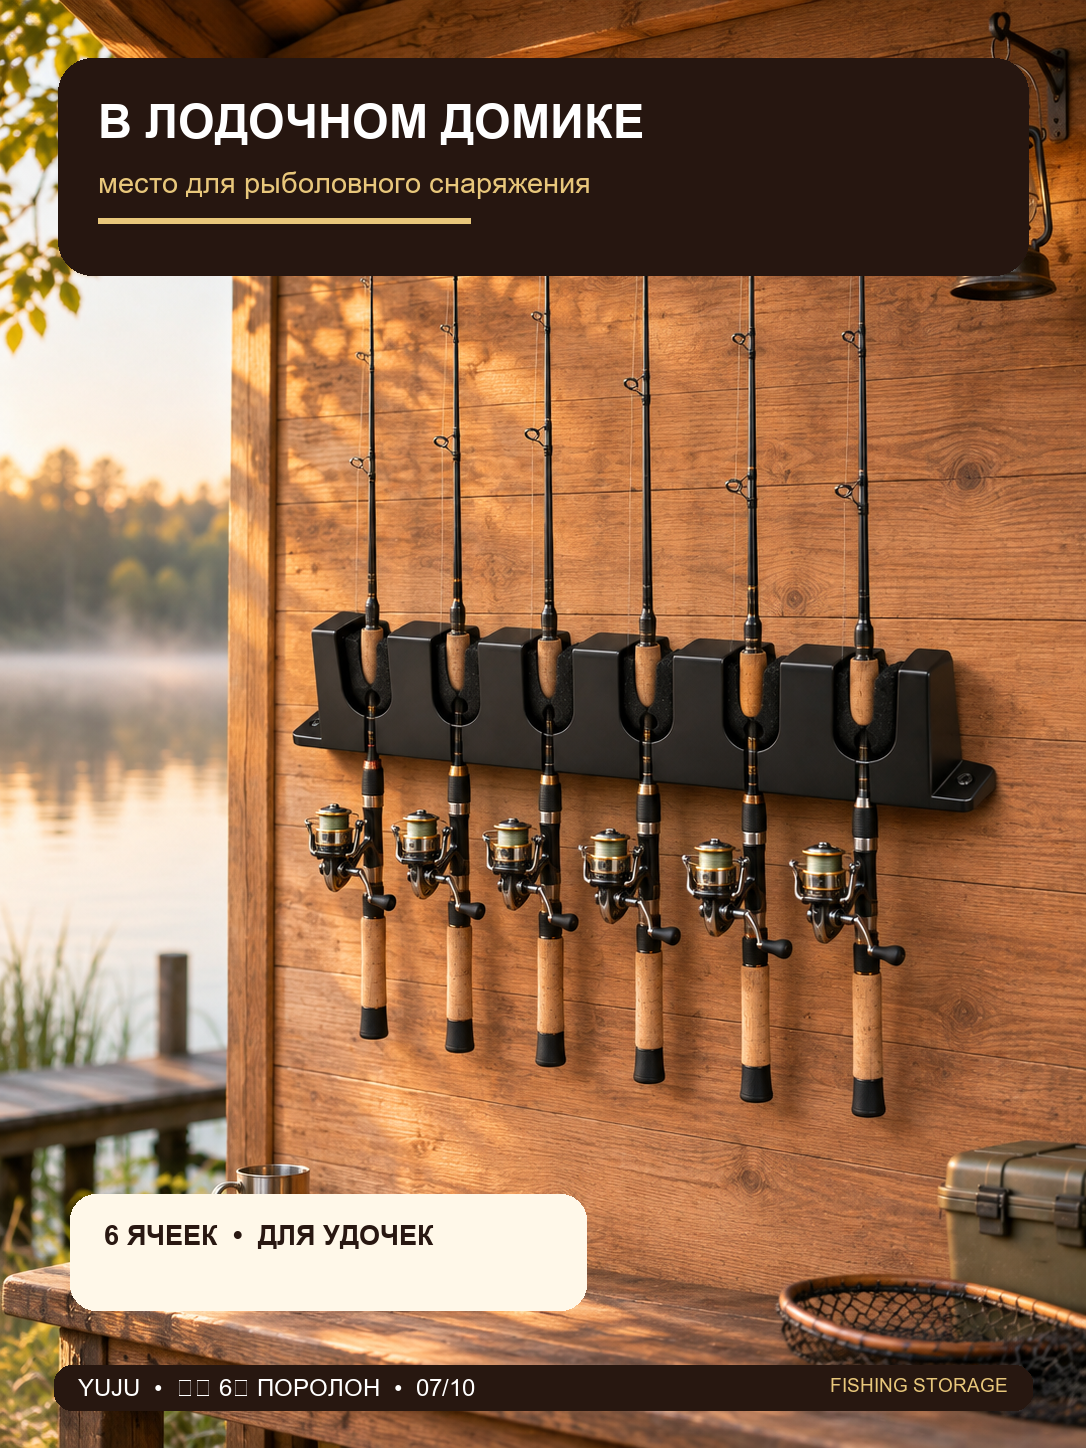 В ЛОДОЧНОМ ДОМИКЕ
место для рыболовного снаряжения
6 ЯЧЕЕК • ДЛЯ УДОЧЕК
YUJU • 6 ПОРОЛОН • 07/10
FISHING STORAGE